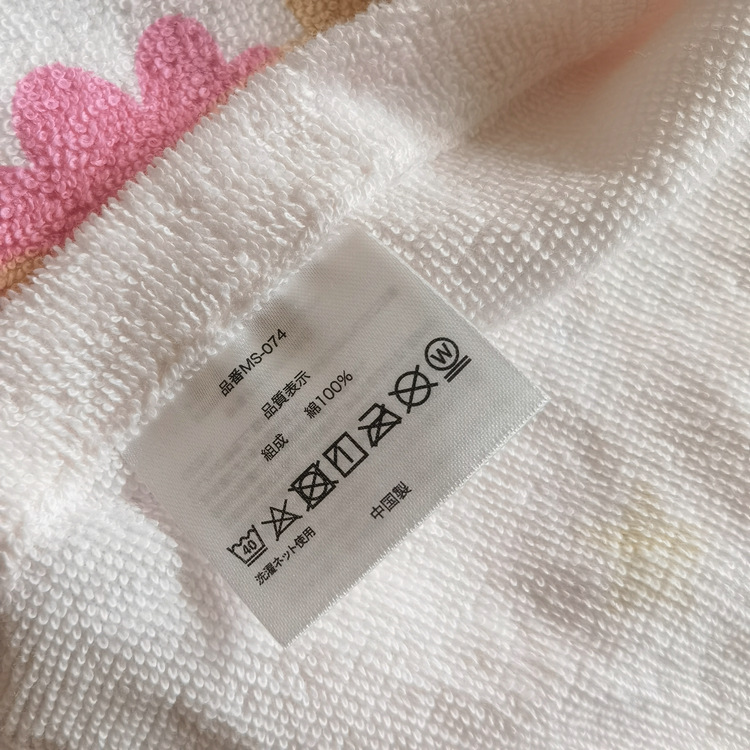 品番MS-074
品質表示
組成 綿100%
40
W
洗濯ネット使用
中国製